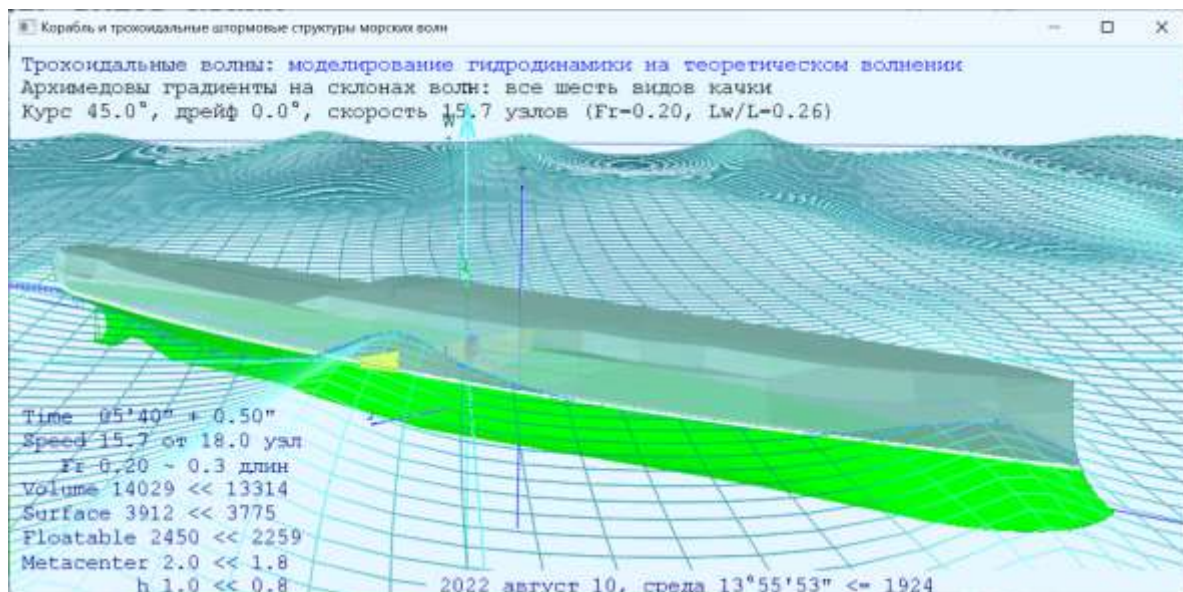 Корабль и трохоидальные штормовые структуры морских волн
Трохоидальные волны: моделирование гидродинамики на теоретическом волнении
Архимедовы градиенты на склонах волн: все шесть видов качки
Курс 45.0°, дрейф 0.0°, скорость 15.7 узлов (Fr=0.20, Lw/L=0.26)
W
Time 05'40" + 0.50"
Speed 15.7 от 18.0 узл
Fr 0.20 ~ 0.3 длин
Volume 14029 << 13314
Surface 3912 << 3775
Floatable 2450 << 2259
Metacenter 2.0 << 1.8
h 1.0 << 0.8
2022 август 10, среда 13°55'53" <= 1924